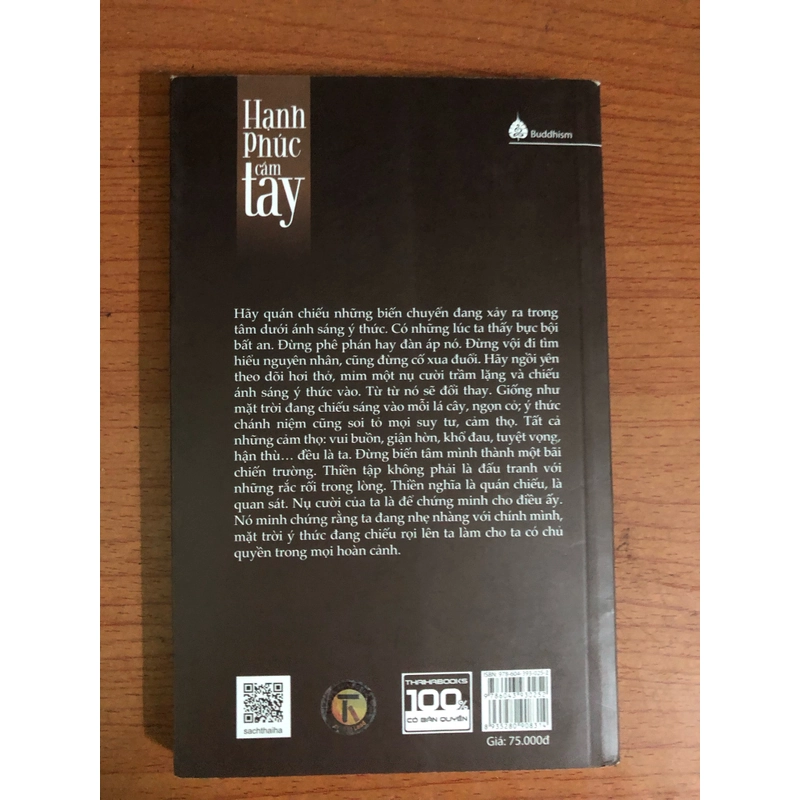 Hạnh
phúc
cầm
tay
Buddhism
Hãy quán chiếu những biến chuyển đang xảy ra trong
tâm dưới ánh sáng ý thức. Có những lúc ta thấy bực bội
bất an. Đừng phê phán hay đàn áp nó. Đừng vội đi tìm
hiểu nguyên nhân, cũng đừng cố xua đuổi. Hãy ngồi yên
theo dõi hơi thở, mỉm một nụ cười trầm lặng và chiếu
ánh sáng ý thức vào. Từ từ nó sẽ đổi thay. Giống như
mặt trời đang chiếu sáng vào mỗi lá cây, ngọn cỏ; ý thức
chánh niệm cũng soi tỏ mọi suy tư, cảm thọ. Tất cả
những cảm thọ: vui buồn, giận hờn, khổ đau, tuyệt vọng,
hận thù... đều là ta. Đừng biến tâm mình thành một bãi
chiến trường. Thiền tập không phải là đấu tranh với
những rắc rối trong lòng. Thiền nghĩa là quán chiếu, là
quan sát. Nụ cười của ta là để chứng minh cho điều ấy.
Nó minh chứng rằng ta đang nhẹ nhàng với chính mình,
mặt trời ý thức đang chiếu rọi lên ta làm cho ta có chủ
quyền trong mọi hoàn cảnh.
sachthaiha
THAIHABOOKS
100%
CÓ BẢN QUYỀN
Giá: 75.000đ